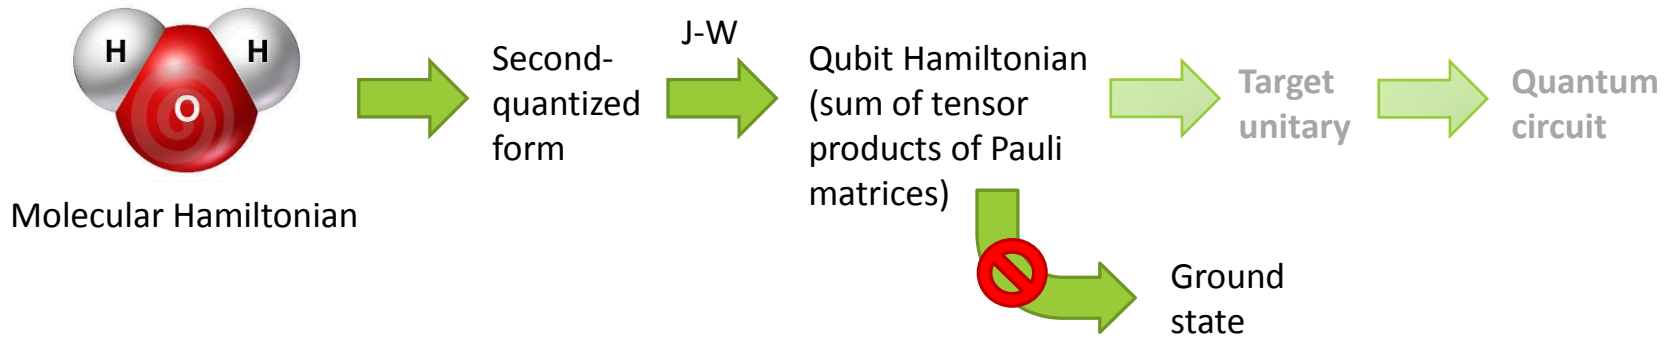 H
H
O
Molecular Hamiltonian
Second-
quantized
form
J-W
Qubit Hamiltonian
(sum of tensor
products of Pauli
matrices)
Target
unitary
Quantum
circuit
Ground
state